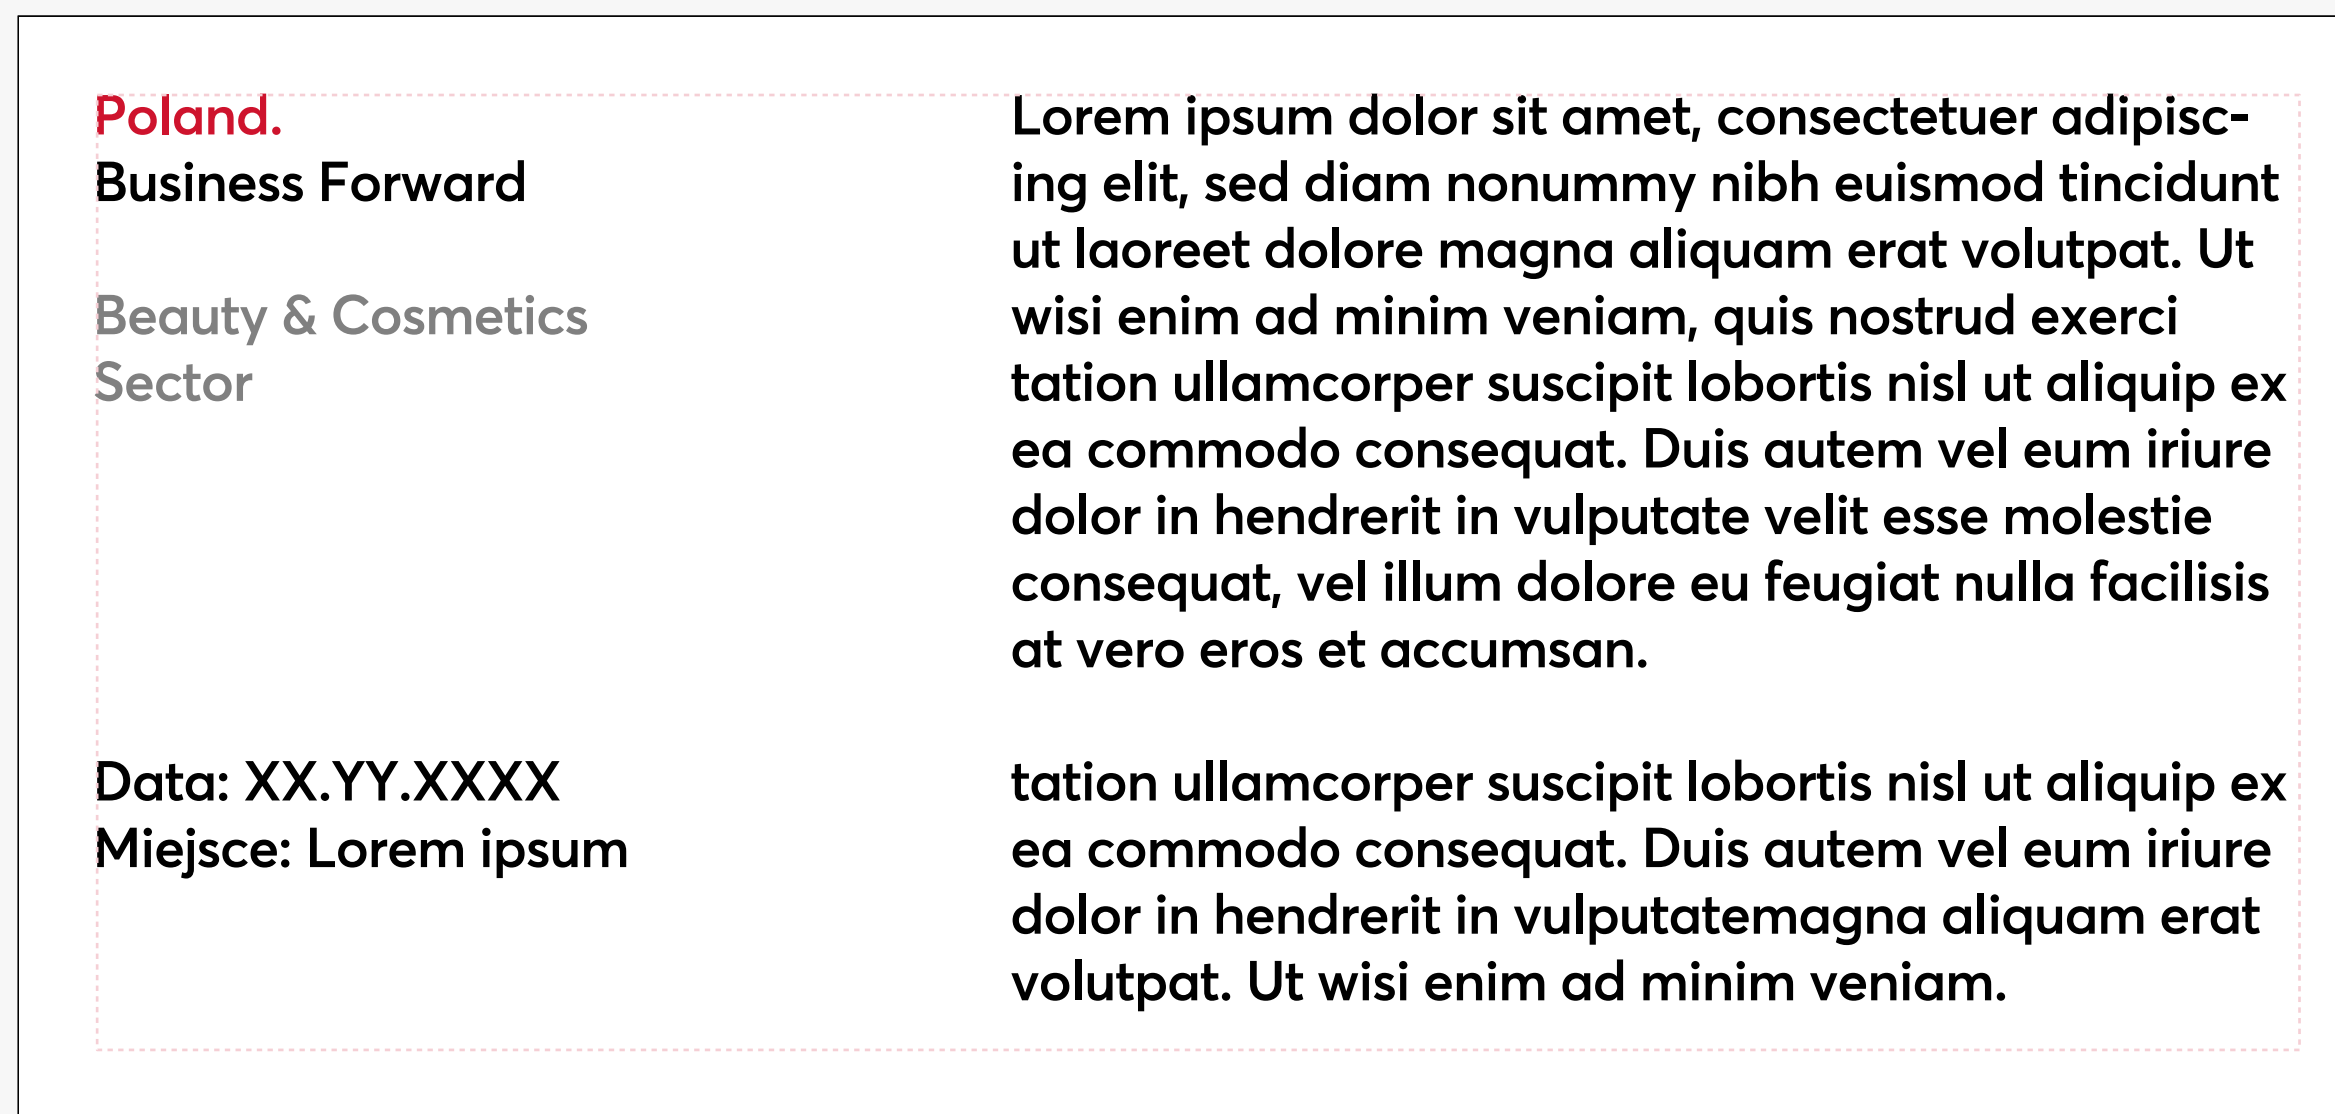 Poland.
Business Forward
Beauty & Cosmetics
Sector
Data: XX.YY.XXXX
Miejsce: Lorem ipsum
Lorem ipsum dolor sit amet, consectetuer adipisc-
ing elit, sed diam nonummy nibh euismod tincidunt
ut laoreet dolore magna aliquam erat volutpat. Ut
wisi enim ad minim veniam, quis nostrud exerci
tation ullamcorper suscipit lobortis nisl ut aliquip ex
ea commodo consequat. Duis autem vel eum iriure
dolor in hendrerit in vulputate velit esse molestie
consequat, vel illum dolore eu feugiat nulla facilisis
at vero eros et accumsan.
tation ullamcorper suscipit lobortis nisl ut aliquip ex
ea commodo consequat. Duis autem vel eum iriure
dolor in hendrerit in vulputatemagna aliquam erat
volutpat. Ut wisi enim ad minim veniam.